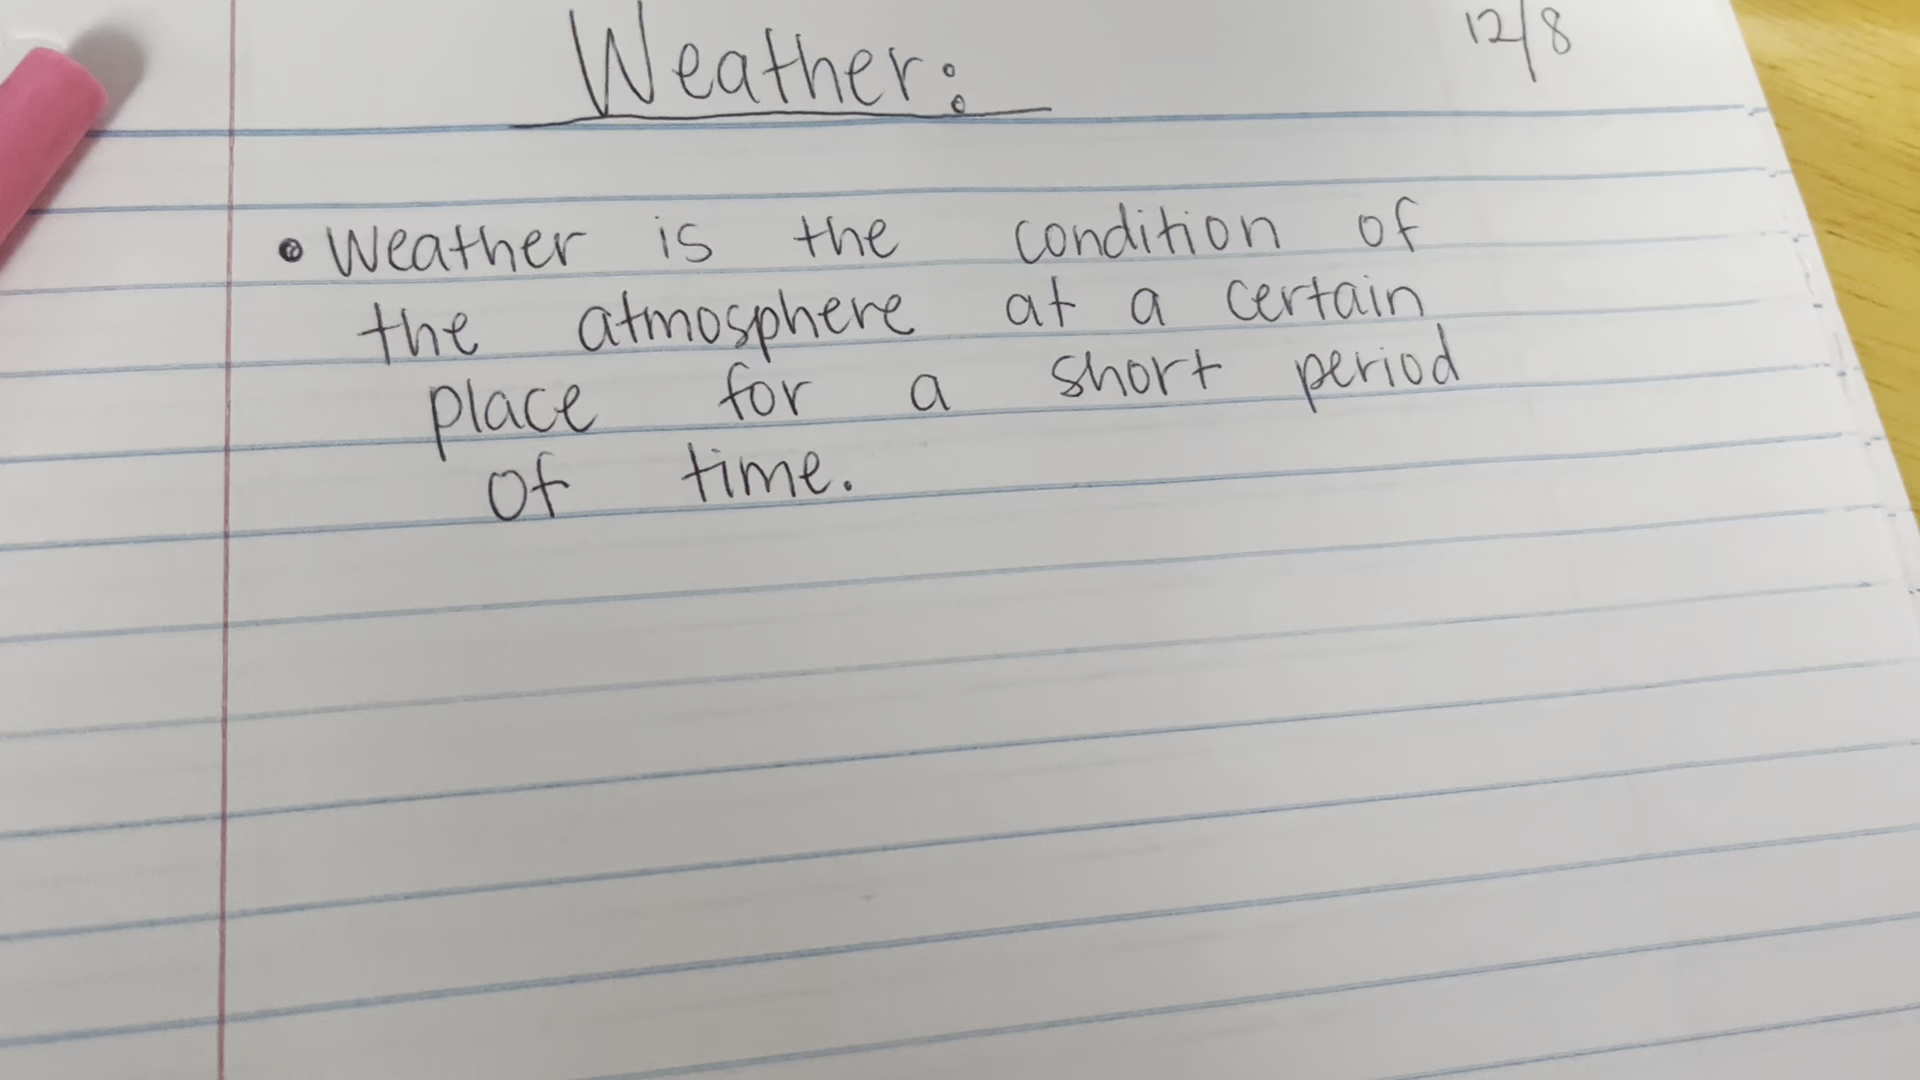 Weather: 12/8
• Weather is the condition of
the atmosphere at a certain
place for a short period
of time.